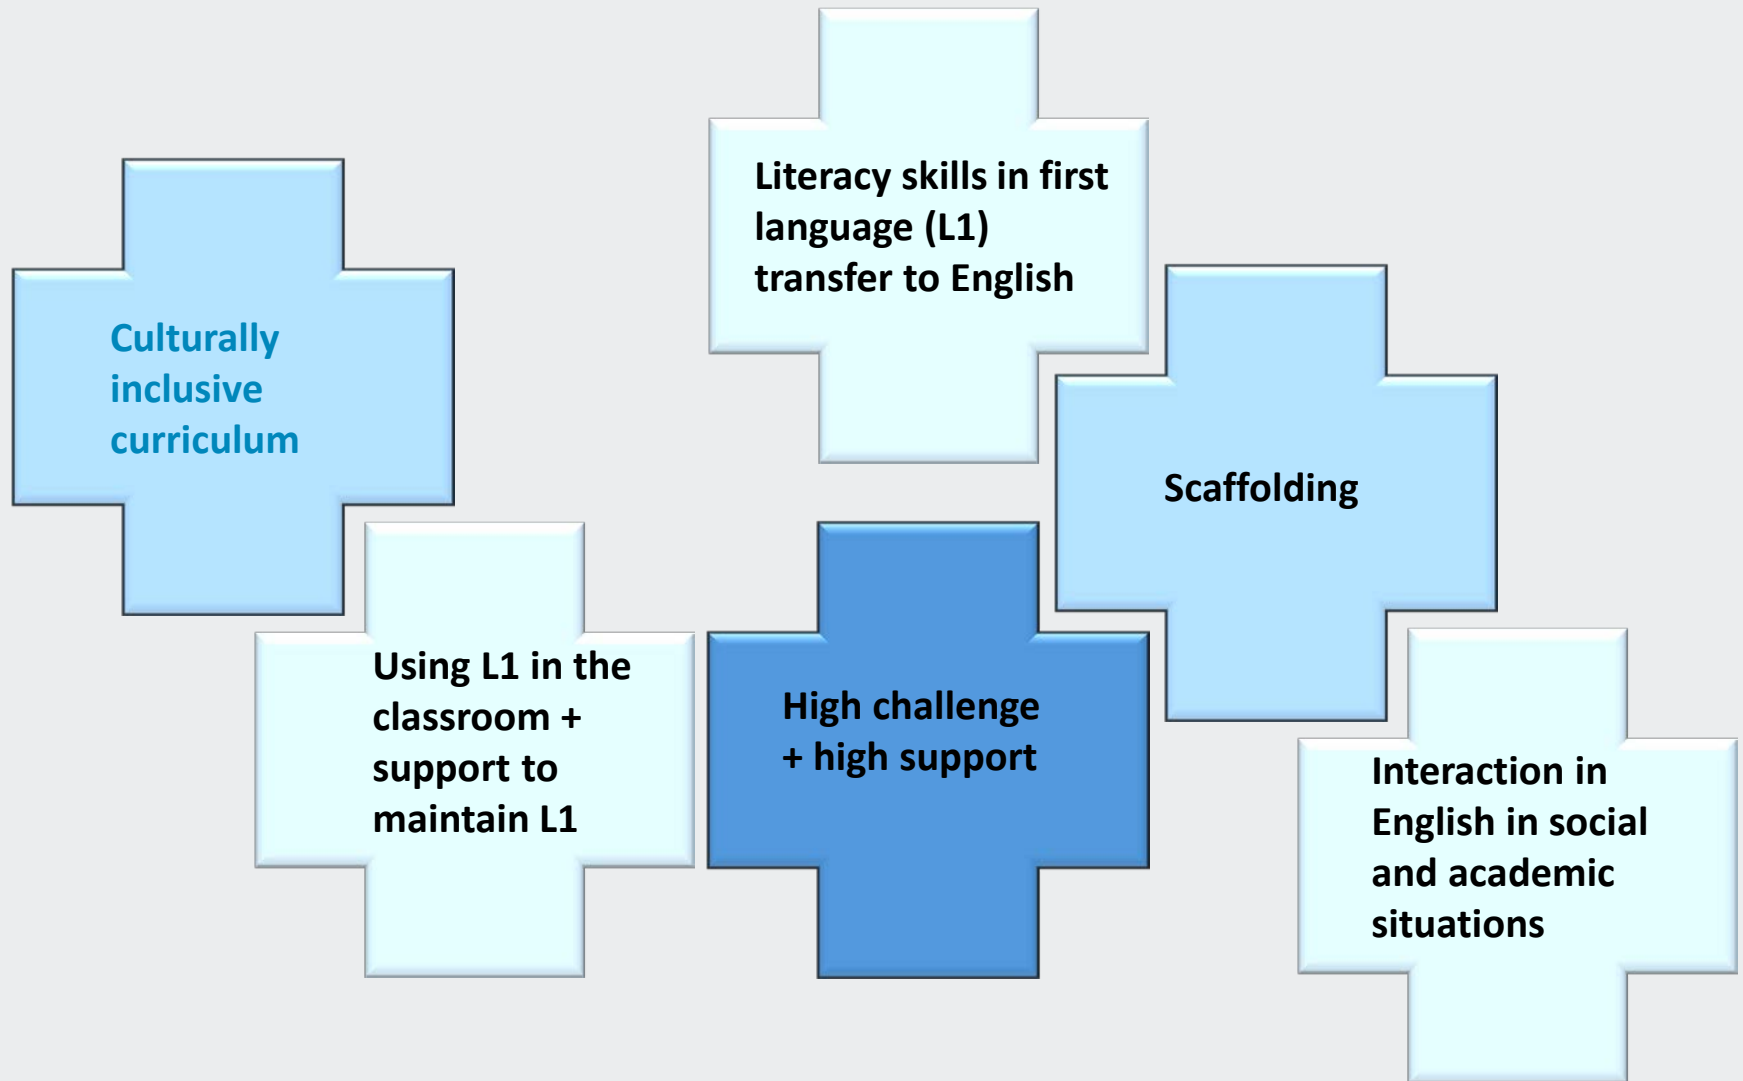 Culturally
inclusive
curriculum
Literacy skills in first
language (L1)
transfer to English
Scaffolding
Using L1 in the
classroom +
support to
maintain L1
High challenge
+ high support
Interaction in
English in social
and academic
situations